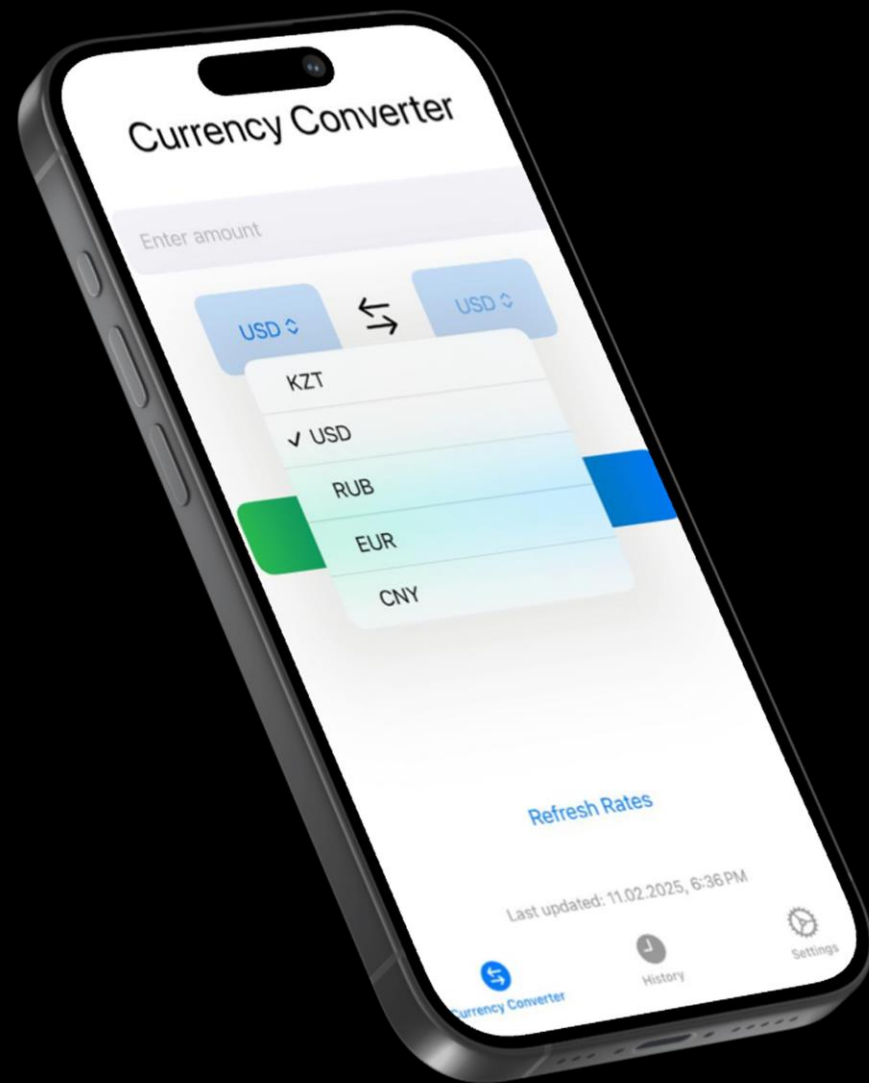 Currency Converter
Enter amount
USD
USD
KZT
USD
RUB
EUR
CNY
Refresh Rates
Last updated: 11.02.2025, 6:36 PM
Currency Converter
History
Settings